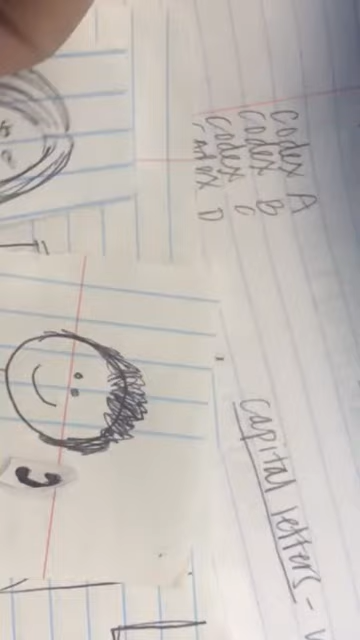 Codex A
Codex B
Codex C
Codex D
Capital letters -